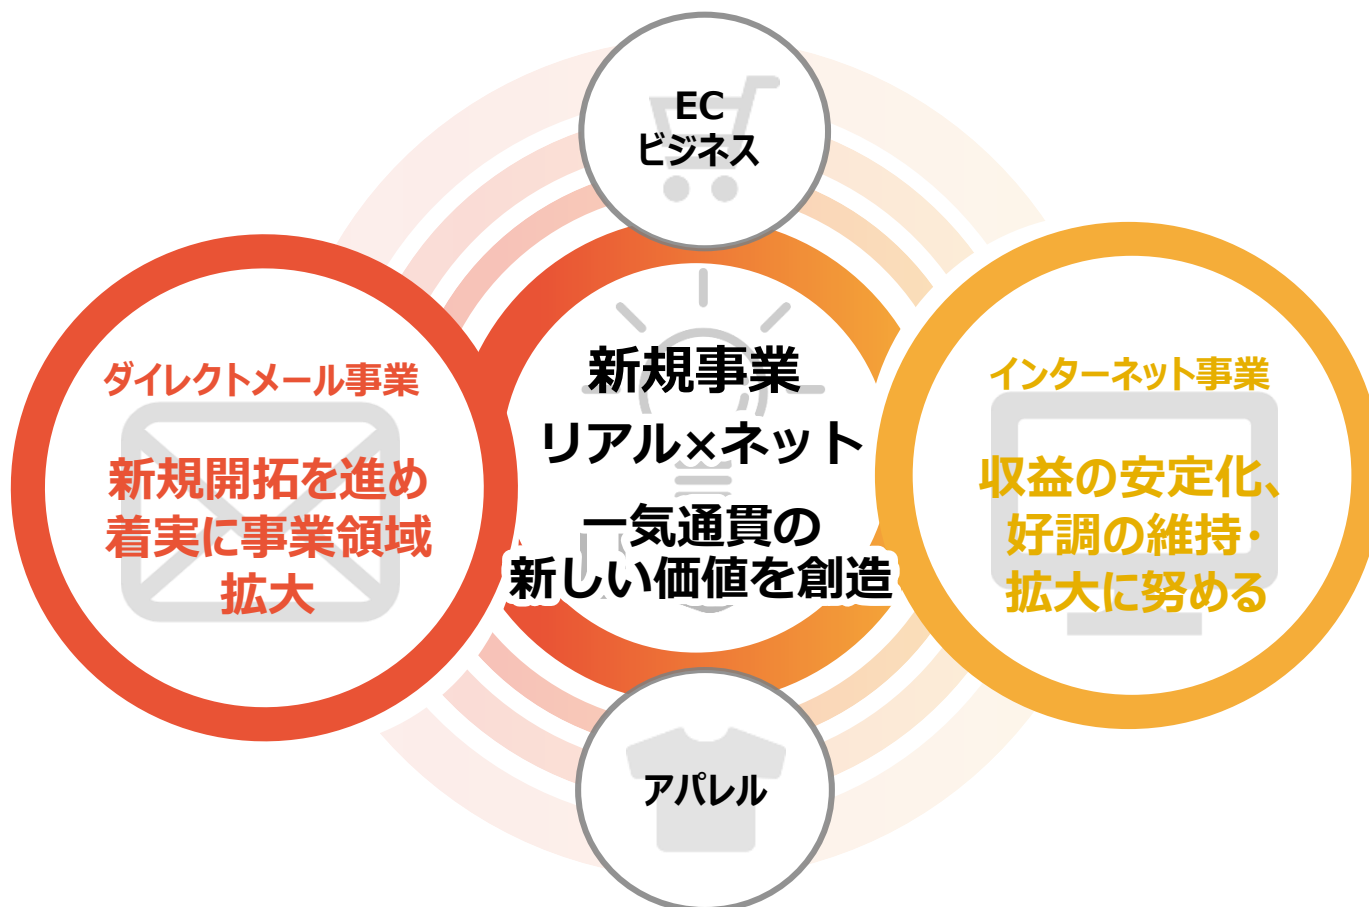 EC
ビジネス
ダイレクトメール事業
新規開拓を進め
着実に事業領域
拡大
新規事業
リアル×ネット
一気通貫の
新しい価値を創造
インターネット事業
収益の安定化、
好調の維持・
拡大に努める
アパレル